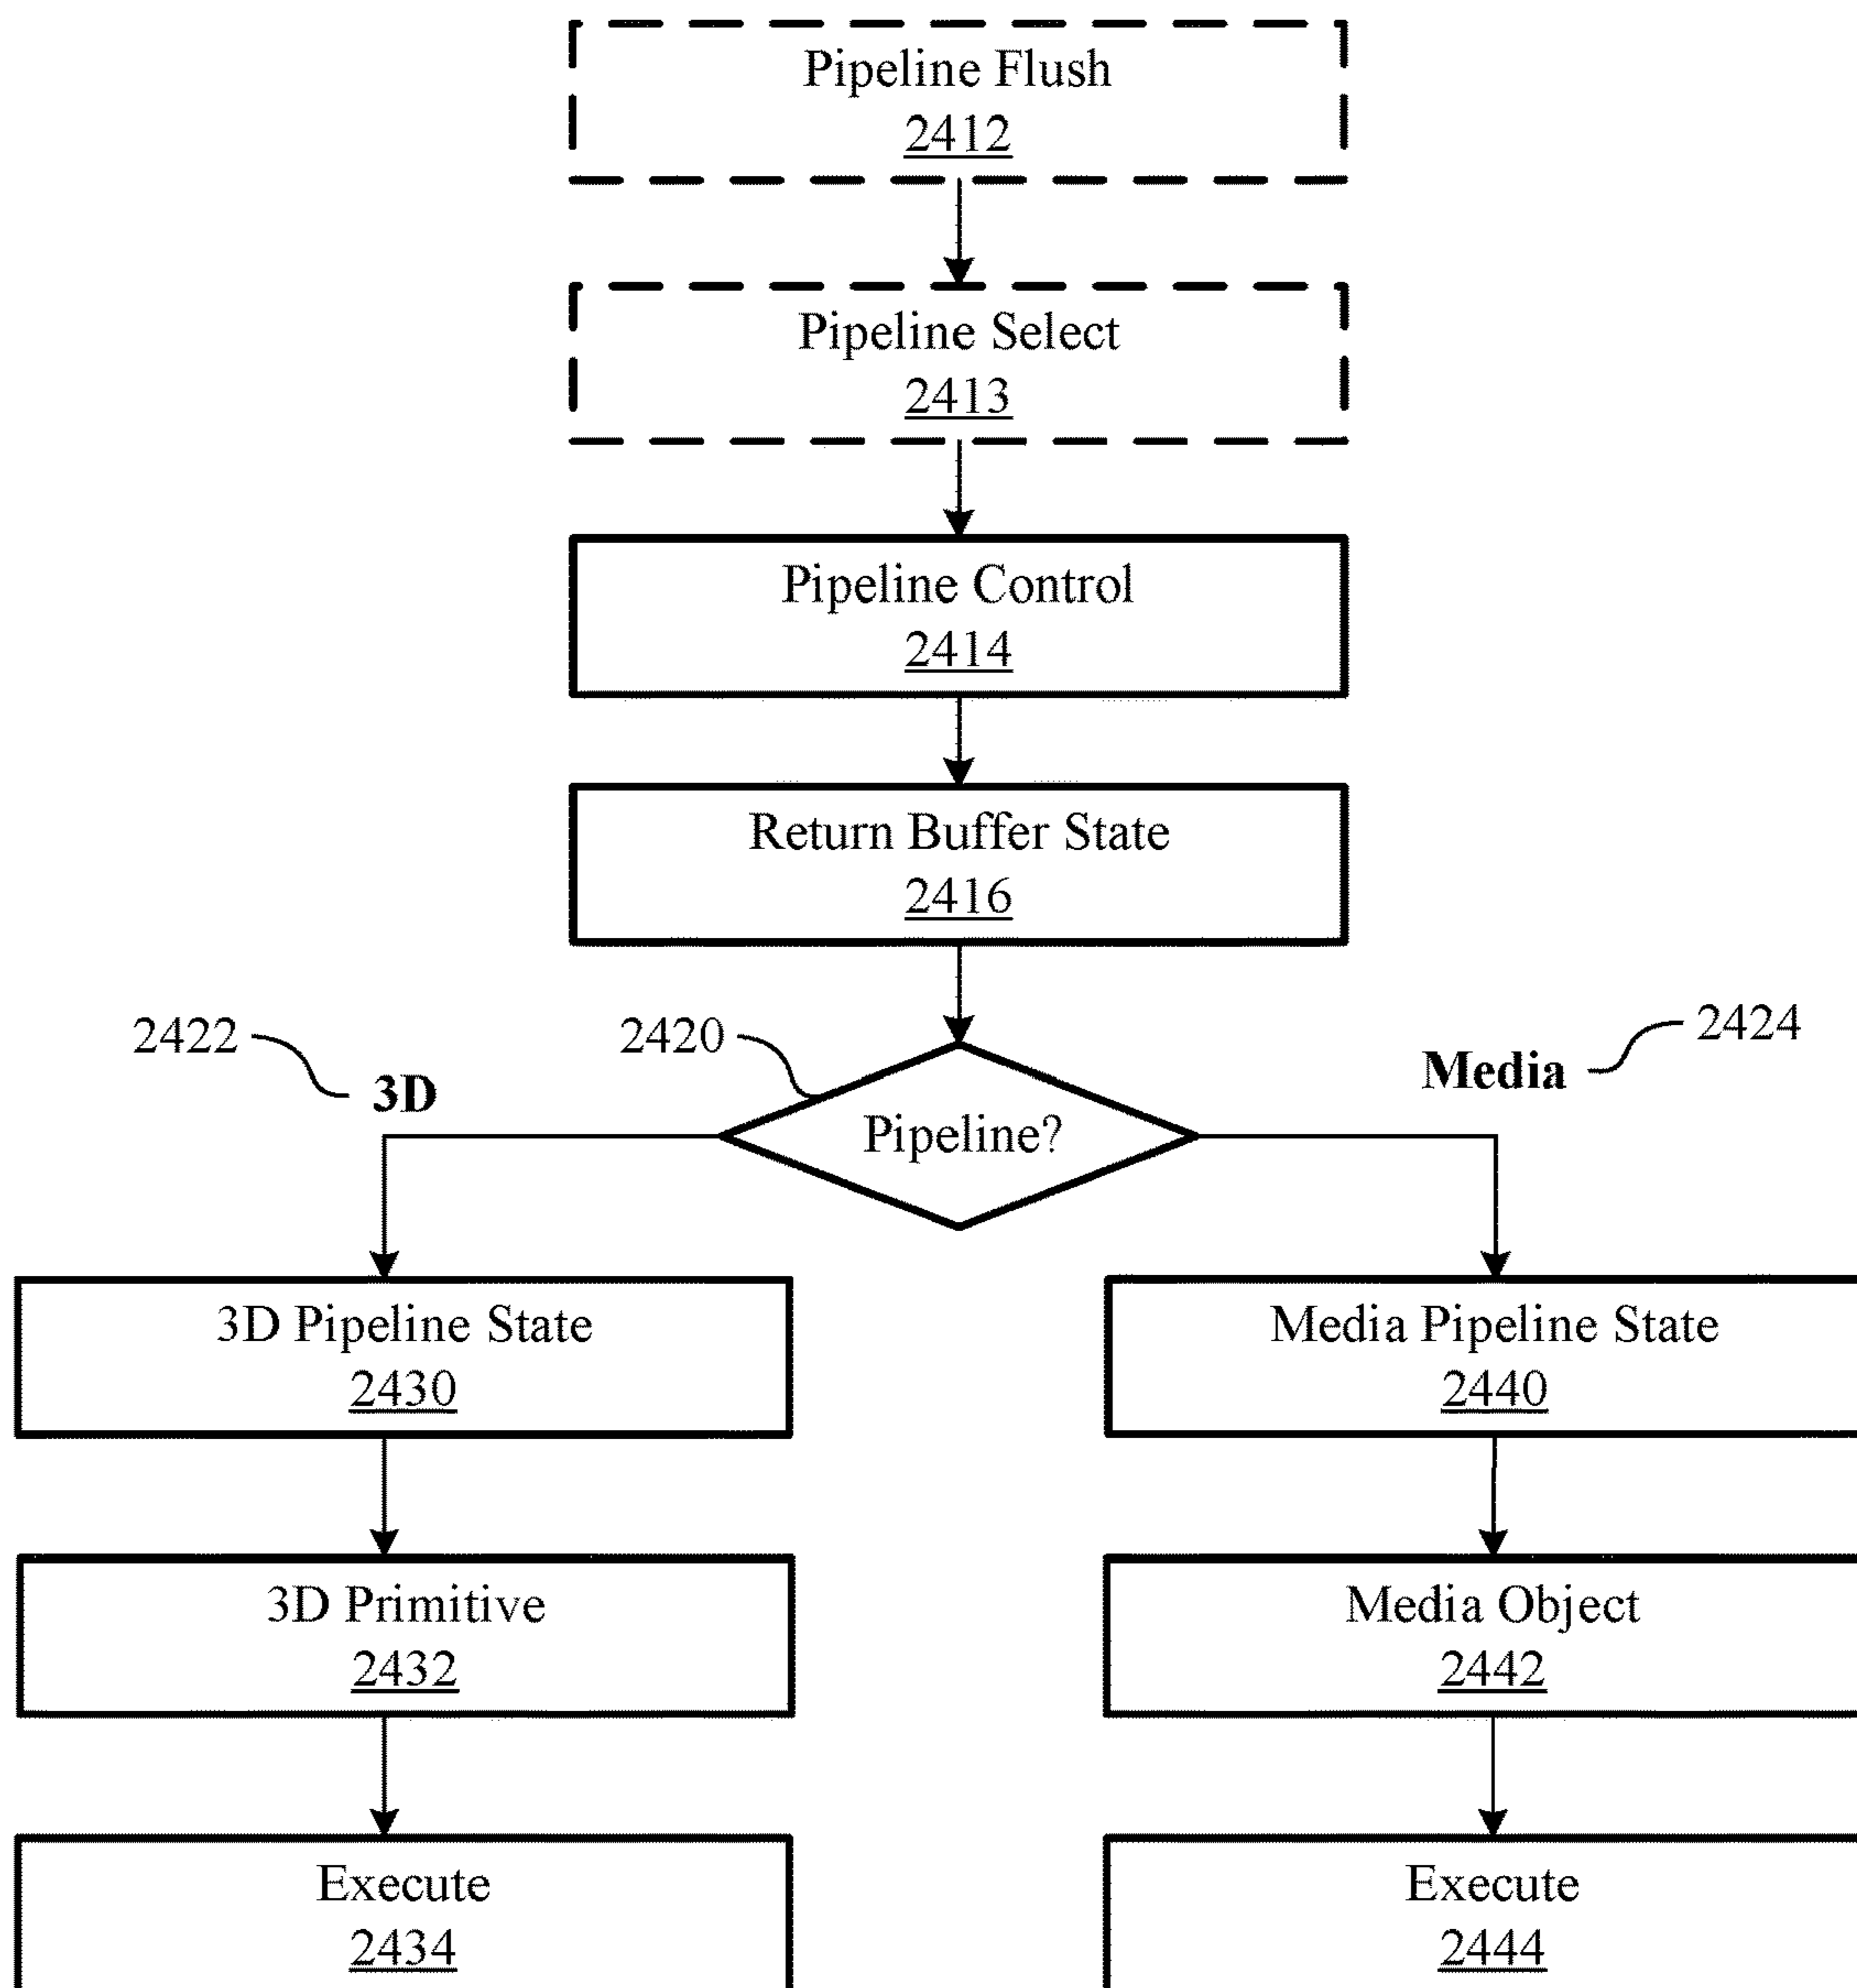 Pipeline Flush
2412
Pipeline Select
2413
Pipeline Control
2414
Return Buffer State
2416
2422
2420
2424
3D
Media
Pipeline?
3D Pipeline State
2430
Media Pipeline State
2440
3D Primitive
2432
Media Object
2442
Execute
2434
Execute
2444